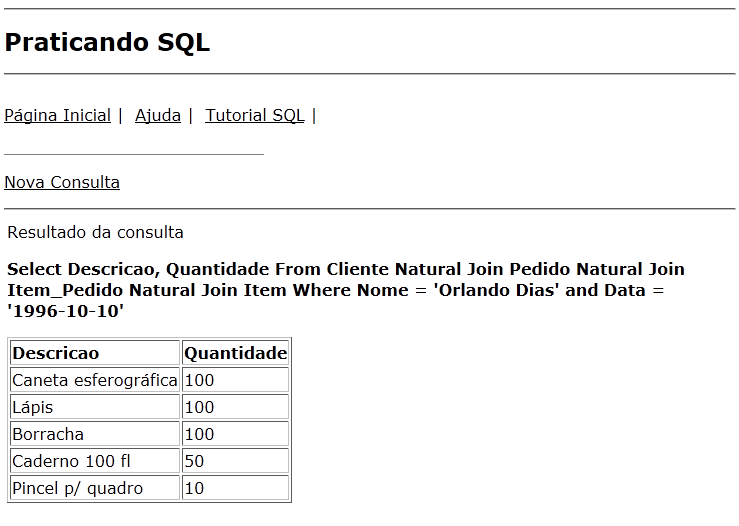 Praticando SQL
Página Inicial | Ajuda | Tutorial SQL |
Nova Consulta
Resultado da consulta
Select Descricao, Quantidade From Cliente Natural Join Pedido Natural Join
Item_Pedido Natural Join Item Where Nome = 'Orlando Dias' and Data =
'1996-10-10'
Descricao Quantidade
Caneta esferográfica 100
Lápis 100
Borracha 100
Caderno 100 fl 50
Pincel p/ quadro 10